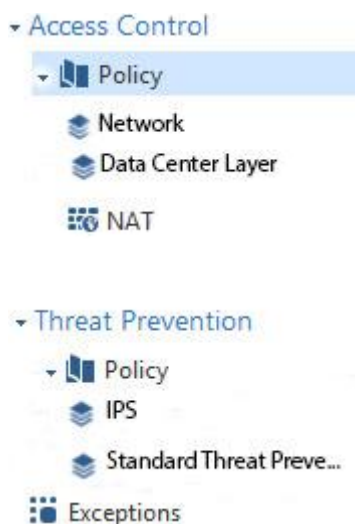 Access Control
Policy
Network
Data Center Layer
NAT
Threat Prevention
Policy
IPS
Standard Threat Preve...
Exceptions